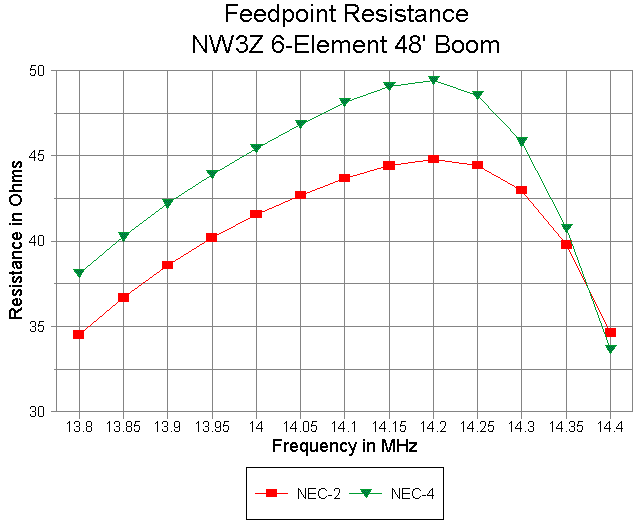 Feedpoint Resistance
NW3Z 6-Element 48' Boom
50
45
40
35
30
Resistance in Ohms
13.8 13.85 13.9 13.95 14 14.05 14.1 14.15 14.2 14.25 14.3 14.35 14.4
Frequency in MHz
NEC-2 NEC-4